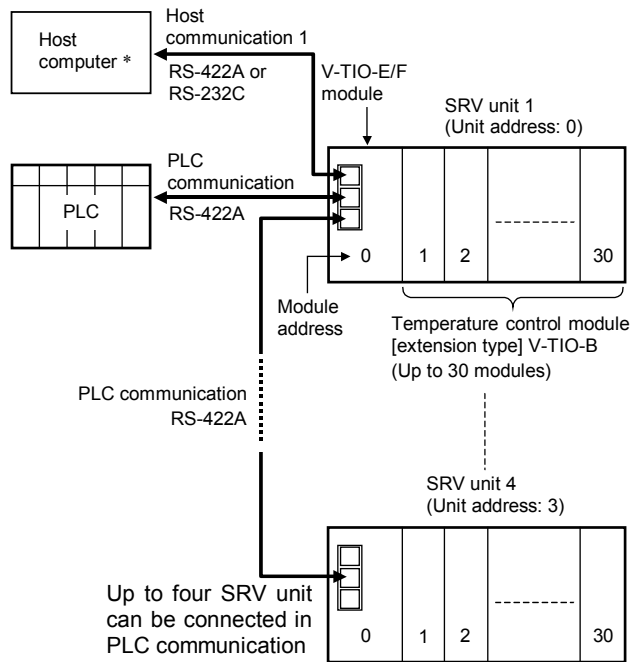 Host
communication 1
Host
computer *
RS-422A or
RS-232C
V-TIO-E/F
module
SRV unit 1
(Unit address: 0)
PLC
communication
PLC
RS-422A
0
1
2
30
Module
address
Temperature control module
[extension type] V-TIO-B
(Up to 30 modules)
PLC communication
RS-422A
SRV unit 4
(Unit address: 3)
Up to four SRV unit
can be connected in
PLC communication
0
1
2
30